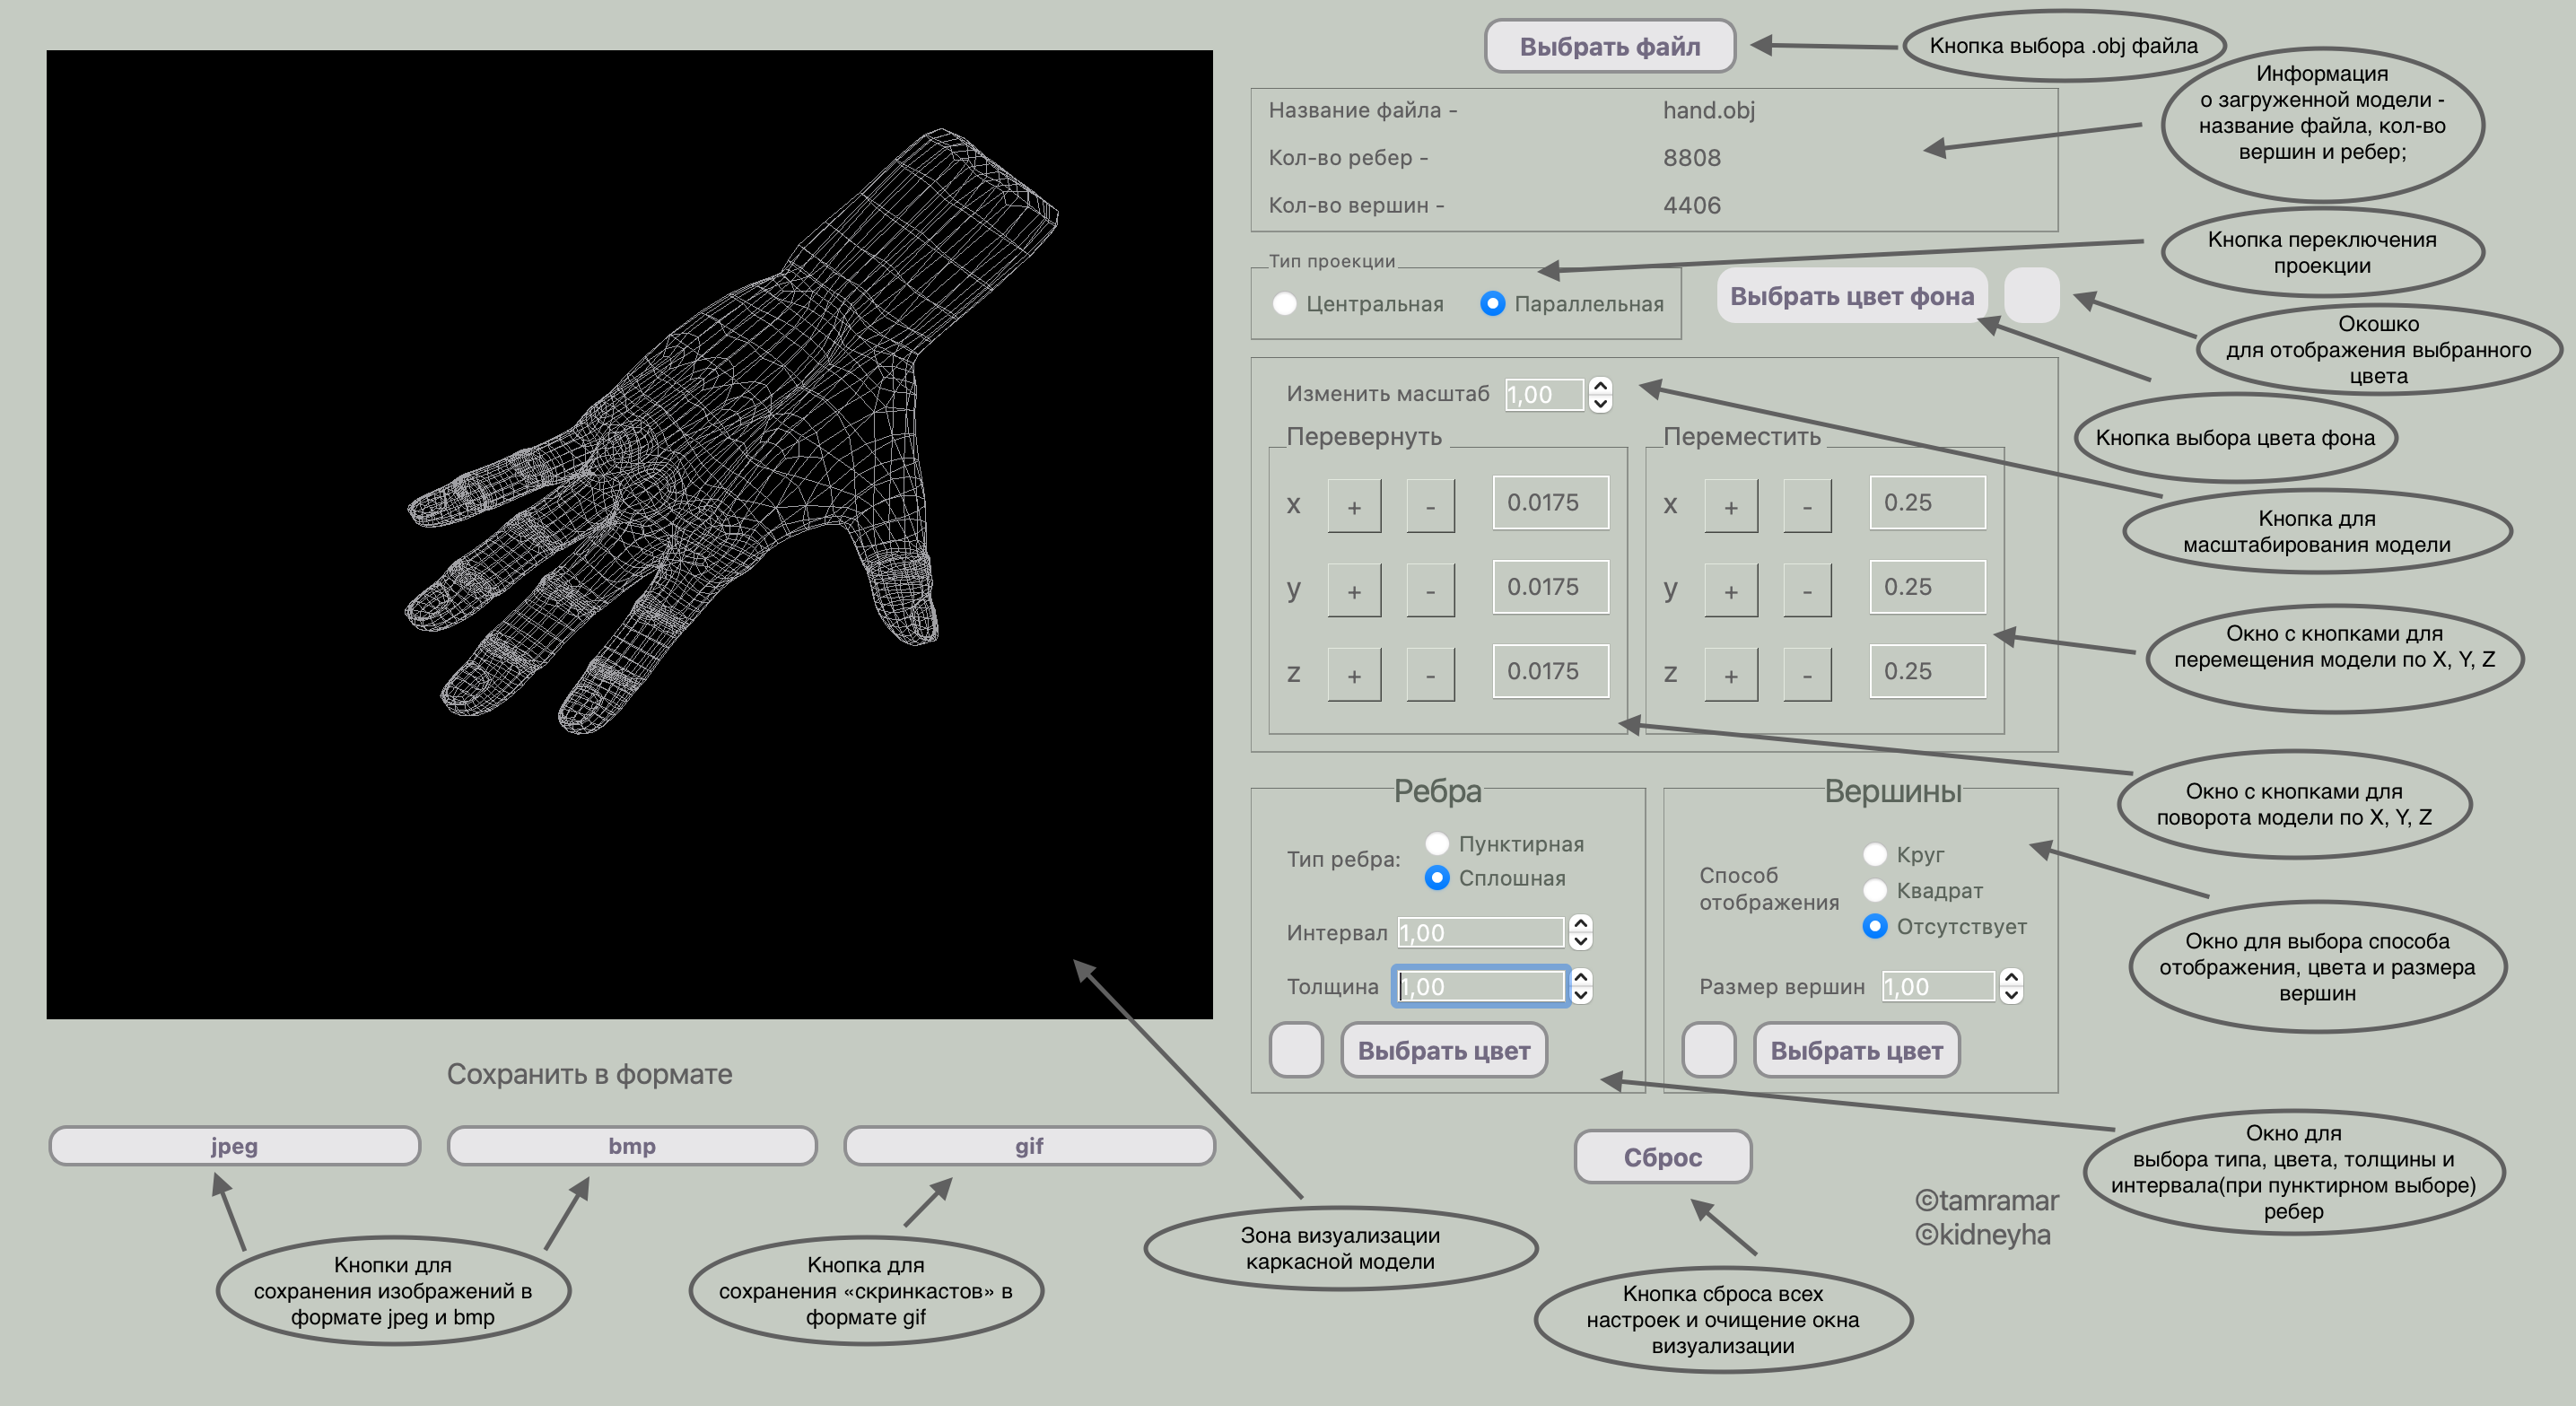 Выбрать файл
Кнопка выбора .obj файла
Название файла - hand.obj
Кол-во ребер - 8808
Кол-во вершин - 4406
Информация
о загруженной модели -
название файла, кол-во
вершин и ребер;
Тип проекции
Центральная Параллельная
Выбрать цвет фона
Кнопка переключения
проекции
Окошко
для отображения выбранного
цвета
Кнопка выбора цвета фона
Изменить масштаб 1,00
Кнопка для
масштабирования модели
Перевернуть
x + - 0.0175
y + - 0.0175
z + - 0.0175
Переместить
x + - 0.25
y + - 0.25
z + - 0.25
Окно с кнопками для
перемещения модели по X, Y, Z
Окно с кнопками для
поворота модели по X, Y, Z
Ребра
Тип ребра:
Пунктирная
Сплошная
Интервал 1,00
Толщина 1,00
Выбрать цвет
Вершины
Способ
отображения
Круг
Квадрат
Отсутствует
Размер вершин 1,00
Выбрать цвет
Окно для выбора способа
отображения, цвета и размера
вершин
Окно для
выбора типа, цвета, толщины и
интервала(при пунктирном выборе)
ребер
Сохранить в формате
jpeg
bmp
gif
Сброс
©tamramar
©kidneyha
Кнопки для
сохранения изображений в
формате jpeg и bmp
Кнопка для
сохранения «скринкастов» в
формате gif
Зона визуализации
каркасной модели
Кнопка сброса всех
настроек и очищение окна
визуализации